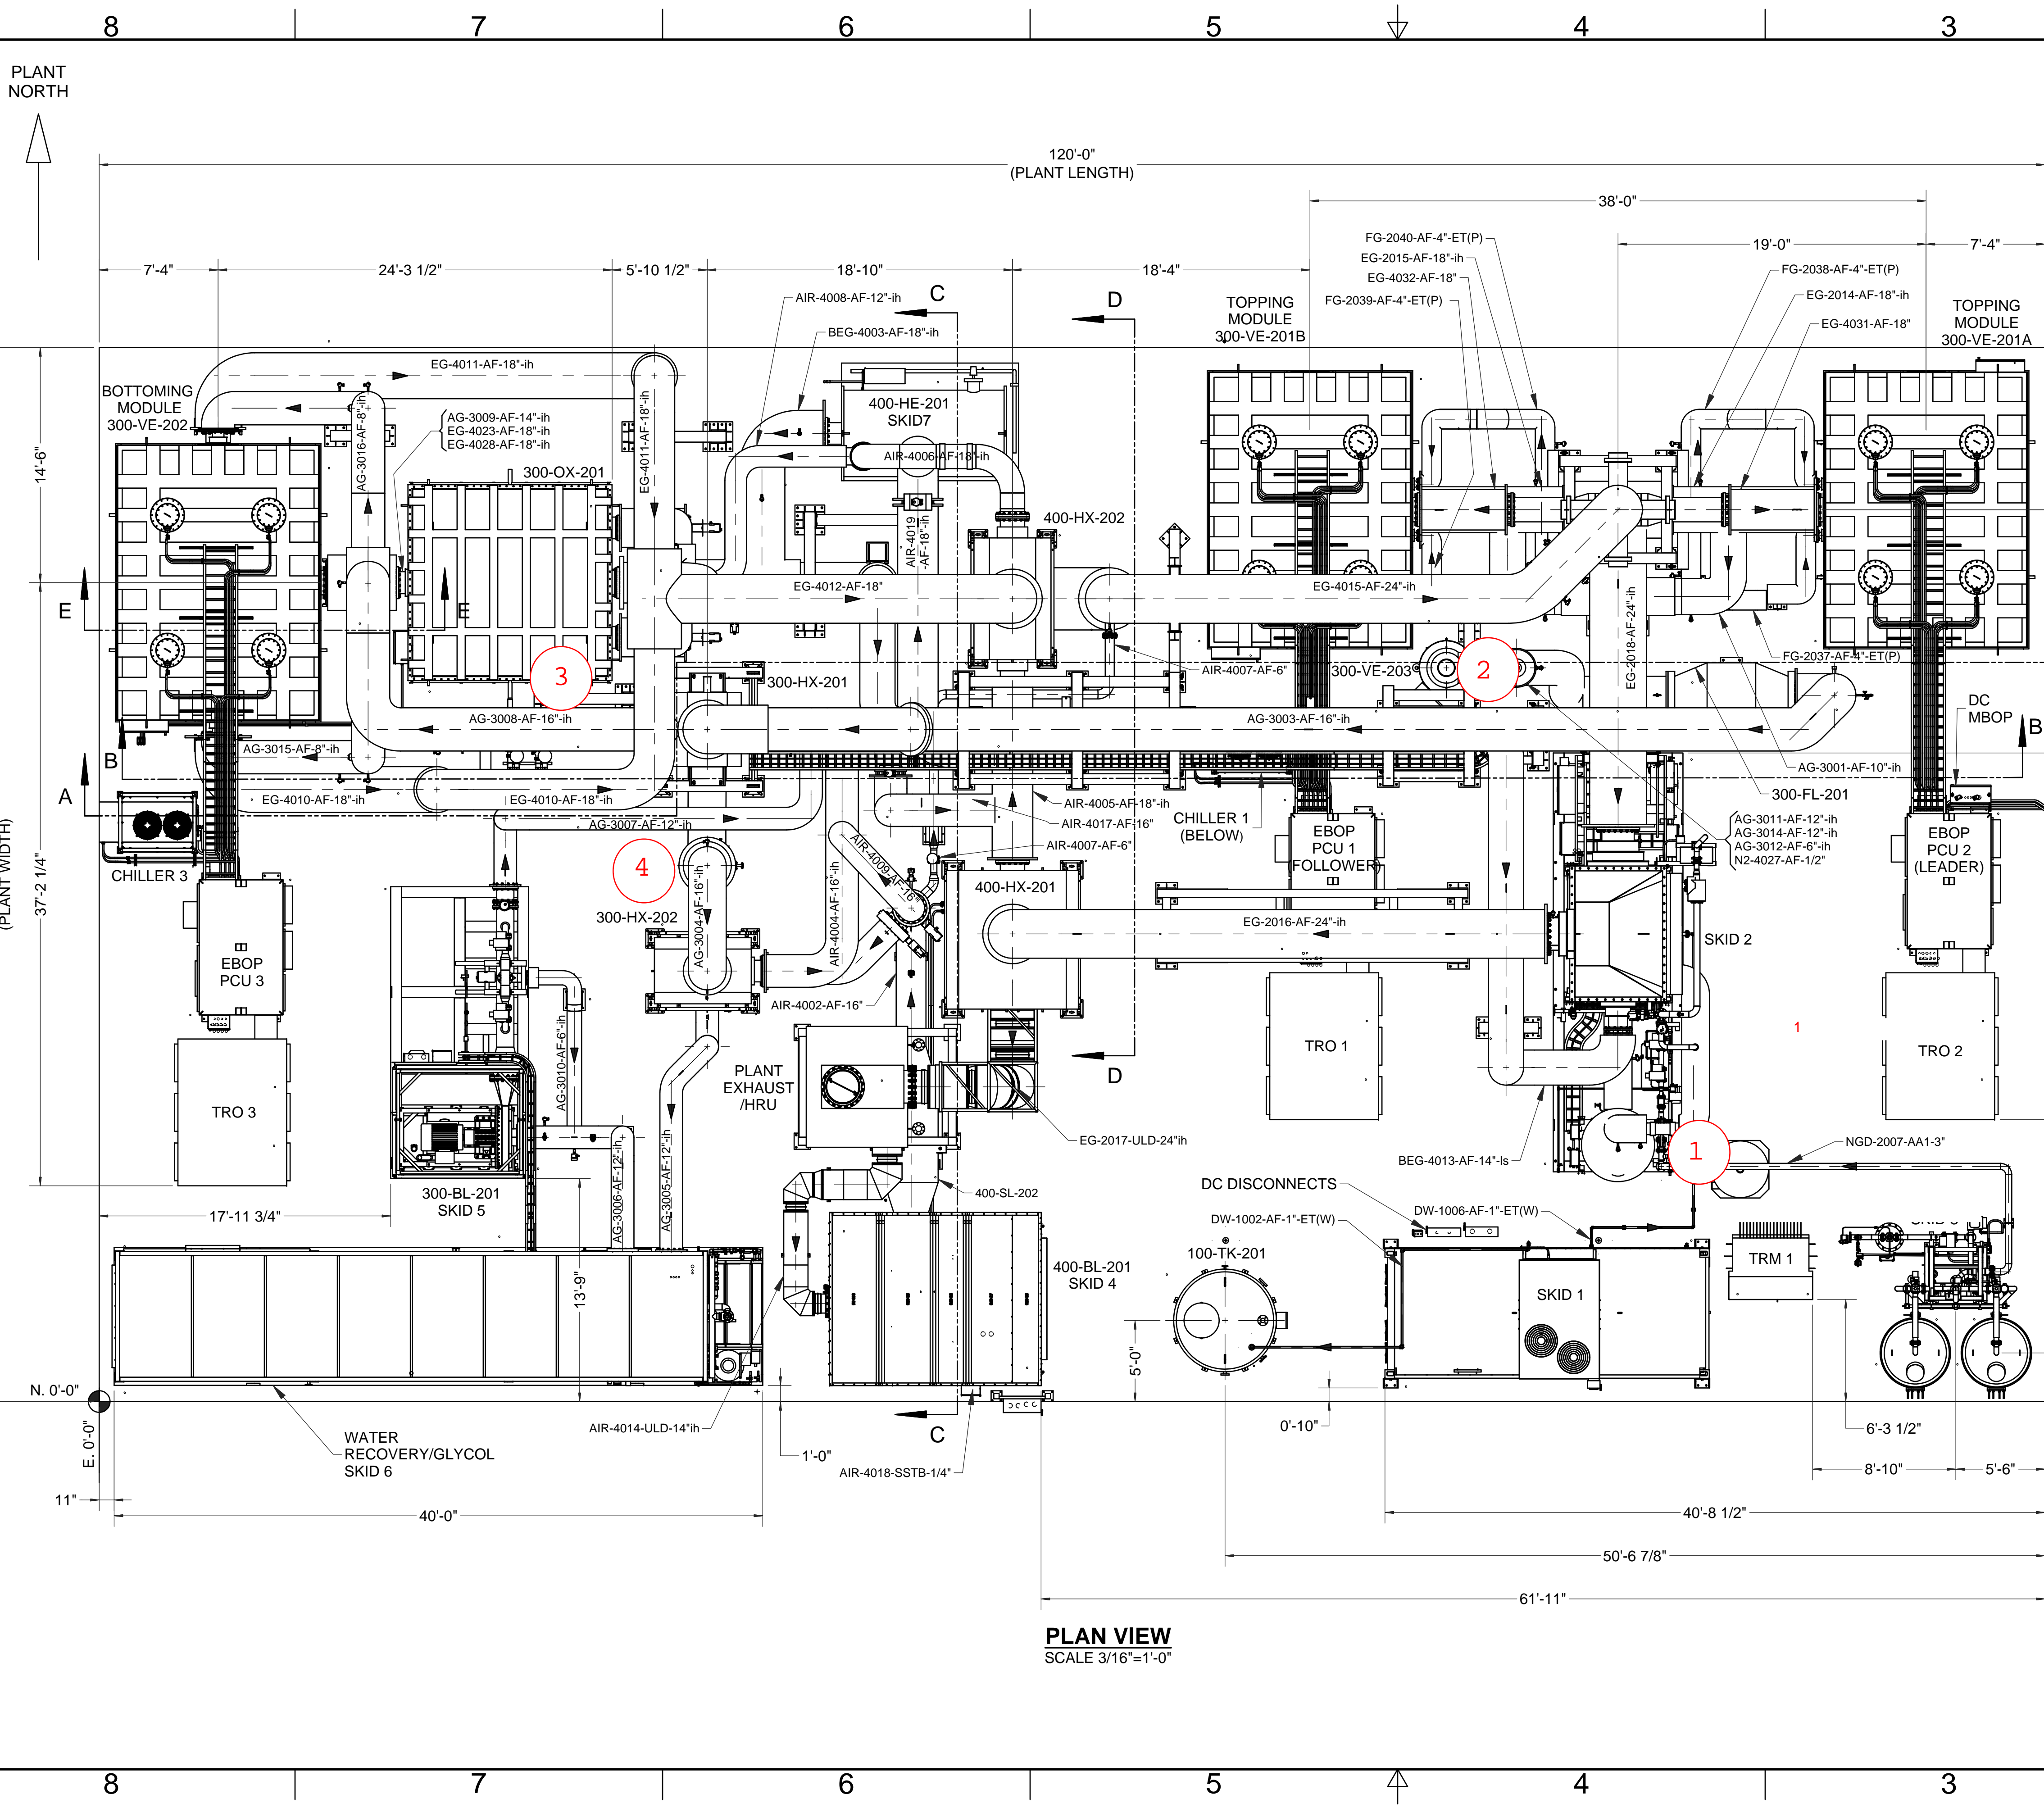 8 7 6 5 4 3
PLANT
NORTH
120'-0"
(PLANT LENGTH)
38'-0"
19'-0" 7'-4"
7'-4" 24'-3 1/2" 5'-10 1/2" 18'-10" 18'-4"
FG-2040-AF-4"-ET(P)
EG-2015-AF-18"-ih
EG-4032-AF-18"
FG-2039-AF-4"-ET(P)
FG-2038-AF-4"-ET(P)
EG-2014-AF-18"-ih
EG-4031-AF-18"
AIR-4008-AF-12"-ih
BEG-4003-AF-18"-ih
C
D
TOPPING
MODULE
300-VE-201B
TOPPING
MODULE
300-VE-201A
EG-4011-AF-18"-ih
BOTTOMING
MODULE
300-VE-202
AG-3016-AF-8"-ih
AG-3009-AF-14"-ih
EG-4023-AF-18"-ih
EG-4028-AF-18"-ih
300-OX-201
EG-4011-AF-18"-ih
400-HE-201
SKID7
AIR-4006-AF-18"-ih
AIR-4019
-AF-18"-ih
400-HX-202
14'-6"
E
E
EG-4012-AF-18"
EG-4015-AF-24"-ih
EG-2018-AF-24"-ih
3
300-HX-201
AIR-4007-AF-6"
300-VE-203
2
FG-2037-AF-4"-ET(P)
AG-3008-AF-16"-ih
AG-3003-AF-16"-ih
DC
MBOP
B
B
AG-3015-AF-8"-ih
A
EG-4010-AF-18"-ih
EG-4010-AF-18"-ih
AG-3001-AF-10"-ih
300-FL-201
AG-3007-AF-12"-ih
AIR-4005-AF-18"-ih
AIR-4017-AF-16"
AIR-4007-AF-6"
CHILLER 1
(BELOW)
EBOP
PCU 1
(FOLLOWER)
EBOP
PCU 2
(LEADER)
AG-3011-AF-12"-ih
AG-3014-AF-12"-ih
AG-3012-AF-6"-ih
N2-4027-AF-1/2"
(PLANT WIDTH)
37'-2 1/4"
CHILLER 3
4
300-HX-202
AG-3004-AF-16"-ih
AIR-4004-AF-16"-ih
AIR-4009-AF-16"
400-HX-201
EG-2016-AF-24"-ih
SKID 2
EBOP
PCU 3
AIR-4002-AF-16"
TRO 1
1
TRO 2
TRO 3
AG-3010-AF-6"-ih
PLANT
EXHAUST
/HRU
D
EG-2017-ULD-24"ih
BEG-4013-AF-14"-ls
1
NGD-2007-AA1-3"
AG-3006-AF-12"-ih
AG-3005-AF-12"-ih
300-BL-201
SKID 5
400-SL-202
DC DISCONNECTS
DW-1002-AF-1"-ET(W)
DW-1006-AF-1"-ET(W)
17'-11 3/4"
13'-9"
100-TK-201
400-BL-201
SKID 4
SKID 1
TRM 1
5'-0"
N. 0'-0"
E. 0'-0"
WATER
RECOVERY/GLYCOL
SKID 6
AIR-4014-ULD-14"ih
C
1'-0"
AIR-4018-SSTB-1/4"
0'-10"
6'-3 1/2"
8'-10" 5'-6"
11"
40'-0"
40'-8 1/2"
50'-6 7/8"
61'-11"
PLAN VIEW
SCALE 3/16"=1'-0"
8 7 6 5 4 3